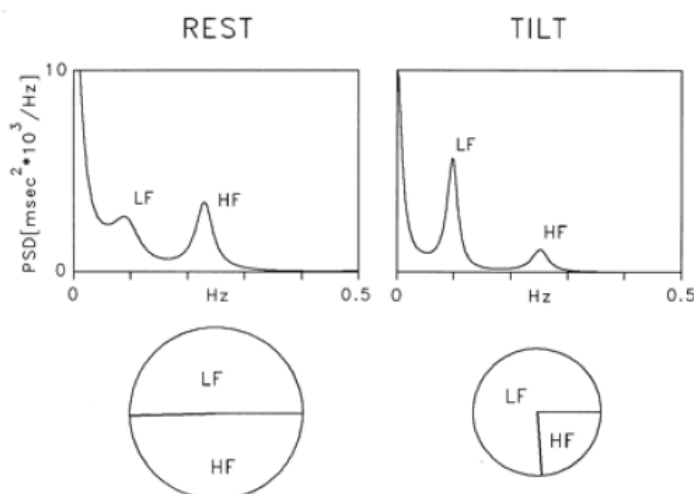 REST
TILT
10
PSD[msec²*10³/Hz]
LF
HF
0
0
Hz
0.5
LF
HF
0
Hz
0.5
LF
HF
LF
HF